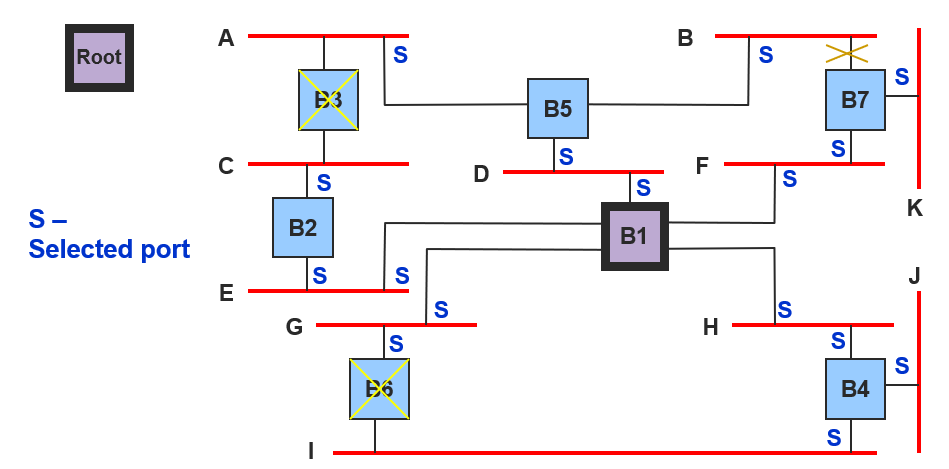 Root
A
S
B3
B
S
B7
S
K
B5
S
C
S
D
S
B1
F
S
S
S –
Selected port
B2
S
E
S
G
S
S
B6
H
S
S
B4
S
J
I
S